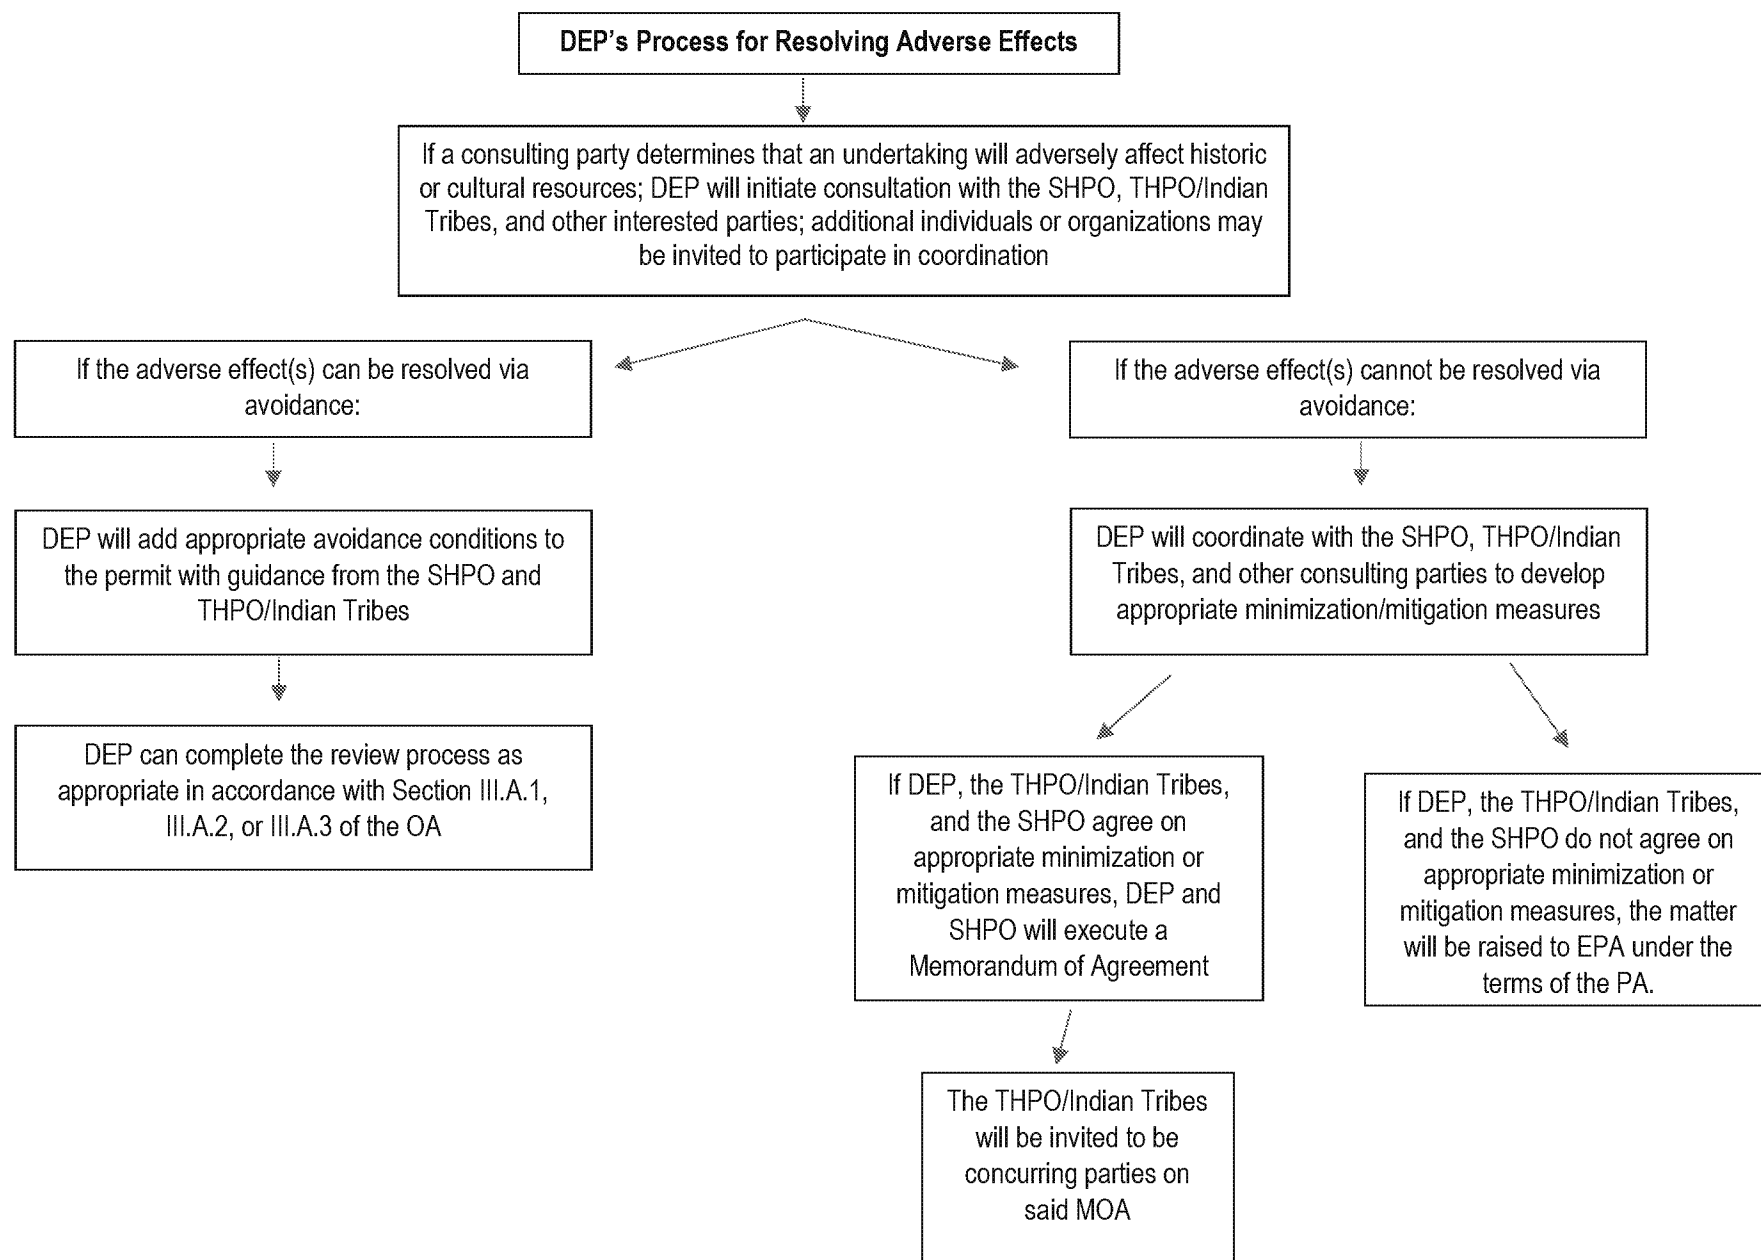 DEP's Process for Resolving Adverse Effects
If a consulting party determines that an undertaking will adversely affect historic
or cultural resources; DEP will initiate consultation with the SHPO, THPO/Indian
Tribes, and other interested parties; additional individuals or organizations may
be invited to participate in coordination
If the adverse effect(s) can be resolved via
avoidance:
DEP will add appropriate avoidance conditions to
the permit with guidance from the SHPO and
THPO/Indian Tribes
DEP can complete the review process as
appropriate in accordance with Section III.A.1,
III.A.2, or III.A.3 of the OA
If the adverse effect(s) cannot be resolved via
avoidance:
DEP will coordinate with the SHPO, THPO/Indian
Tribes, and other consulting parties to develop
appropriate minimization/mitigation measures
If DEP, the THPO/Indian Tribes,
and the SHPO agree on
appropriate minimization or
mitigation measures, DEP and
SHPO will execute a
Memorandum of Agreement
The THPO/Indian Tribes
will be invited to be
concurring parties on
said MOA
If DEP, the THPO/Indian Tribes,
and the SHPO do not agree on
appropriate minimization or
mitigation measures, the matter
will be raised to EPA under the
terms of the PA.